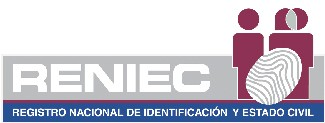 RENIEC
REGISTRO NACIONAL DE IDENTIFICACIÓN Y ESTADO CIVIL